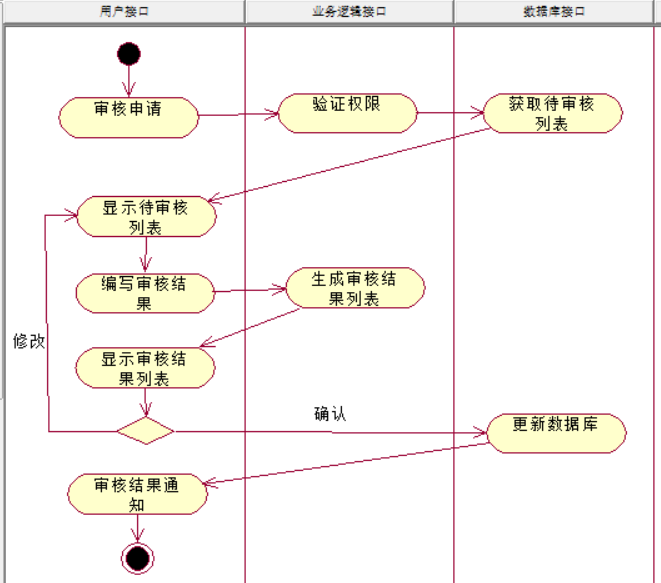 用户接口
业务逻辑接口
数据库接口
审核申请
验证权限
获取待审核
列表
显示待审核
列表
编写审核结
果
生成审核结
果列表
修改
显示审核结
果列表
确认
更新数据库
审核结果通
知